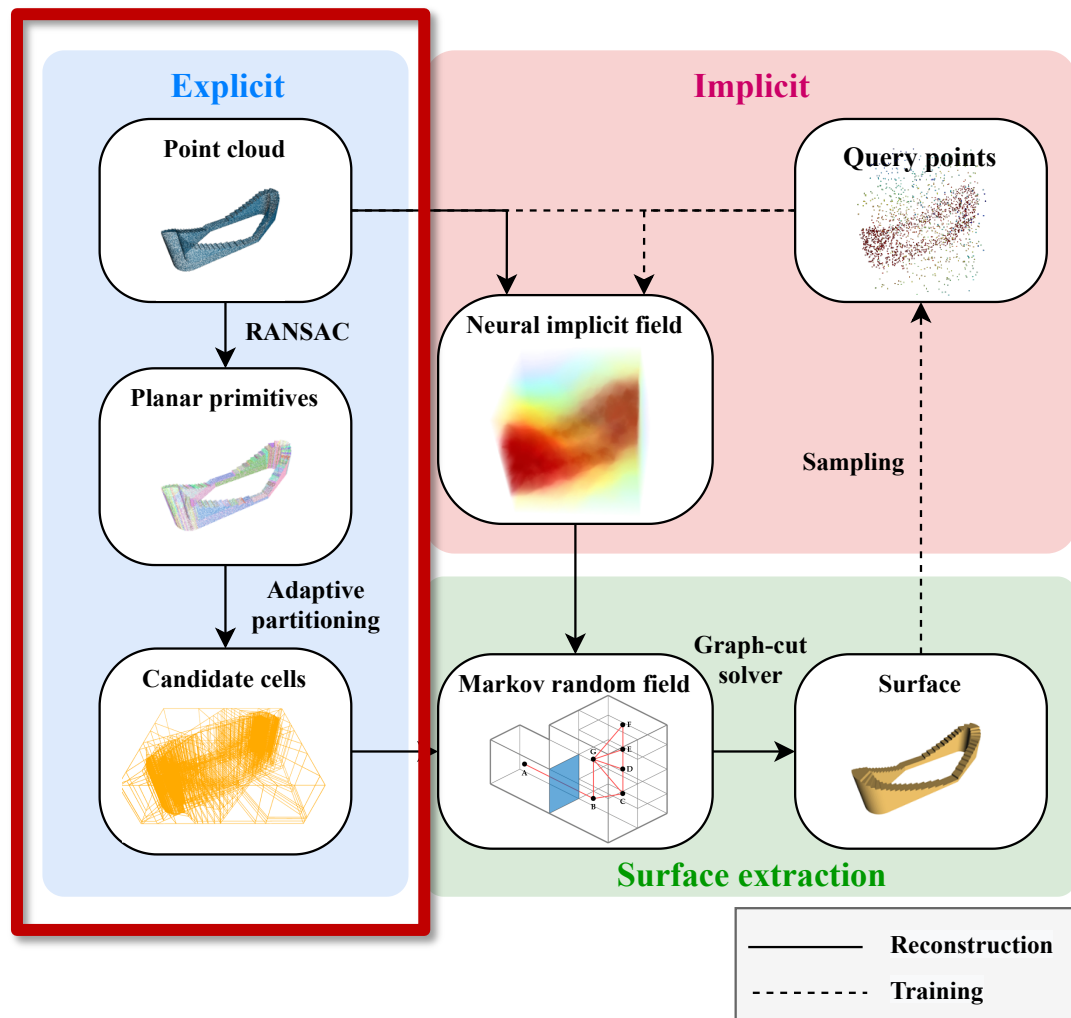 Explicit
Implicit
Point cloud
Query points
RANSAC
Neural implicit field
Planar primitives
Sampling
Adaptive
partitioning
Graph-cut
solver
Candidate cells
Markov random field
Surface
F
G
E
A
D
B
C
Surface extraction
Reconstruction
Training